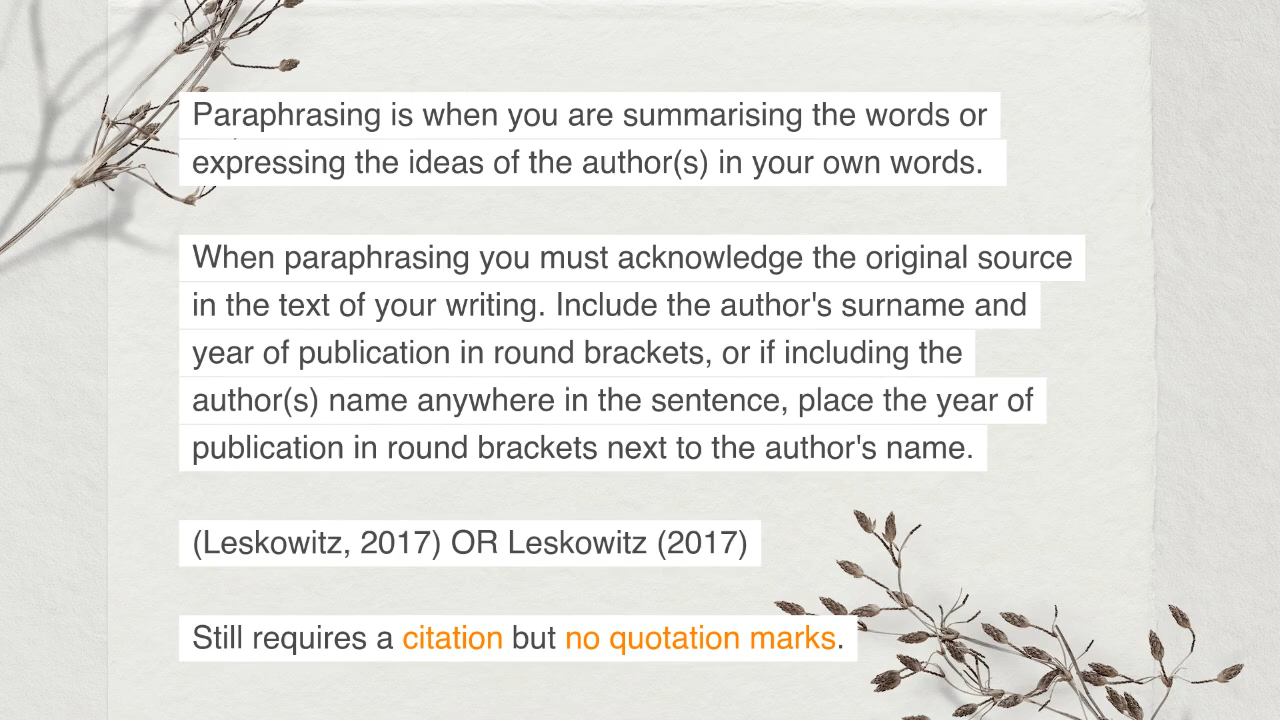 Paraphrasing is when you are summarising the words or
expressing the ideas of the author(s) in your own words.
When paraphrasing you must acknowledge the original source
in the text of your writing. Include the author's surname and
year of publication in round brackets, or if including the
author(s) name anywhere in the sentence, place the year of
publication in round brackets next to the author's name.
(Leskowitz, 2017) OR Leskowitz (2017)
Still requires a citation but no quotation marks.